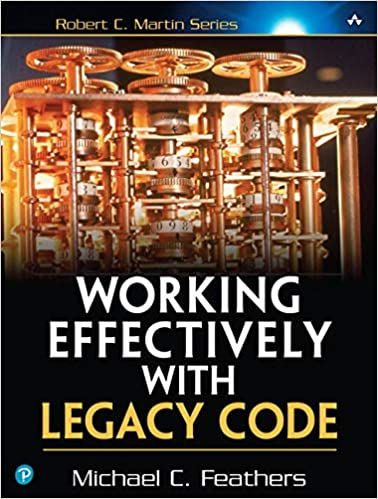 Robert C. Martin Series
WORKING
EFFECTIVELY
WITH
LEGACY CODE
Michael C. Feathers